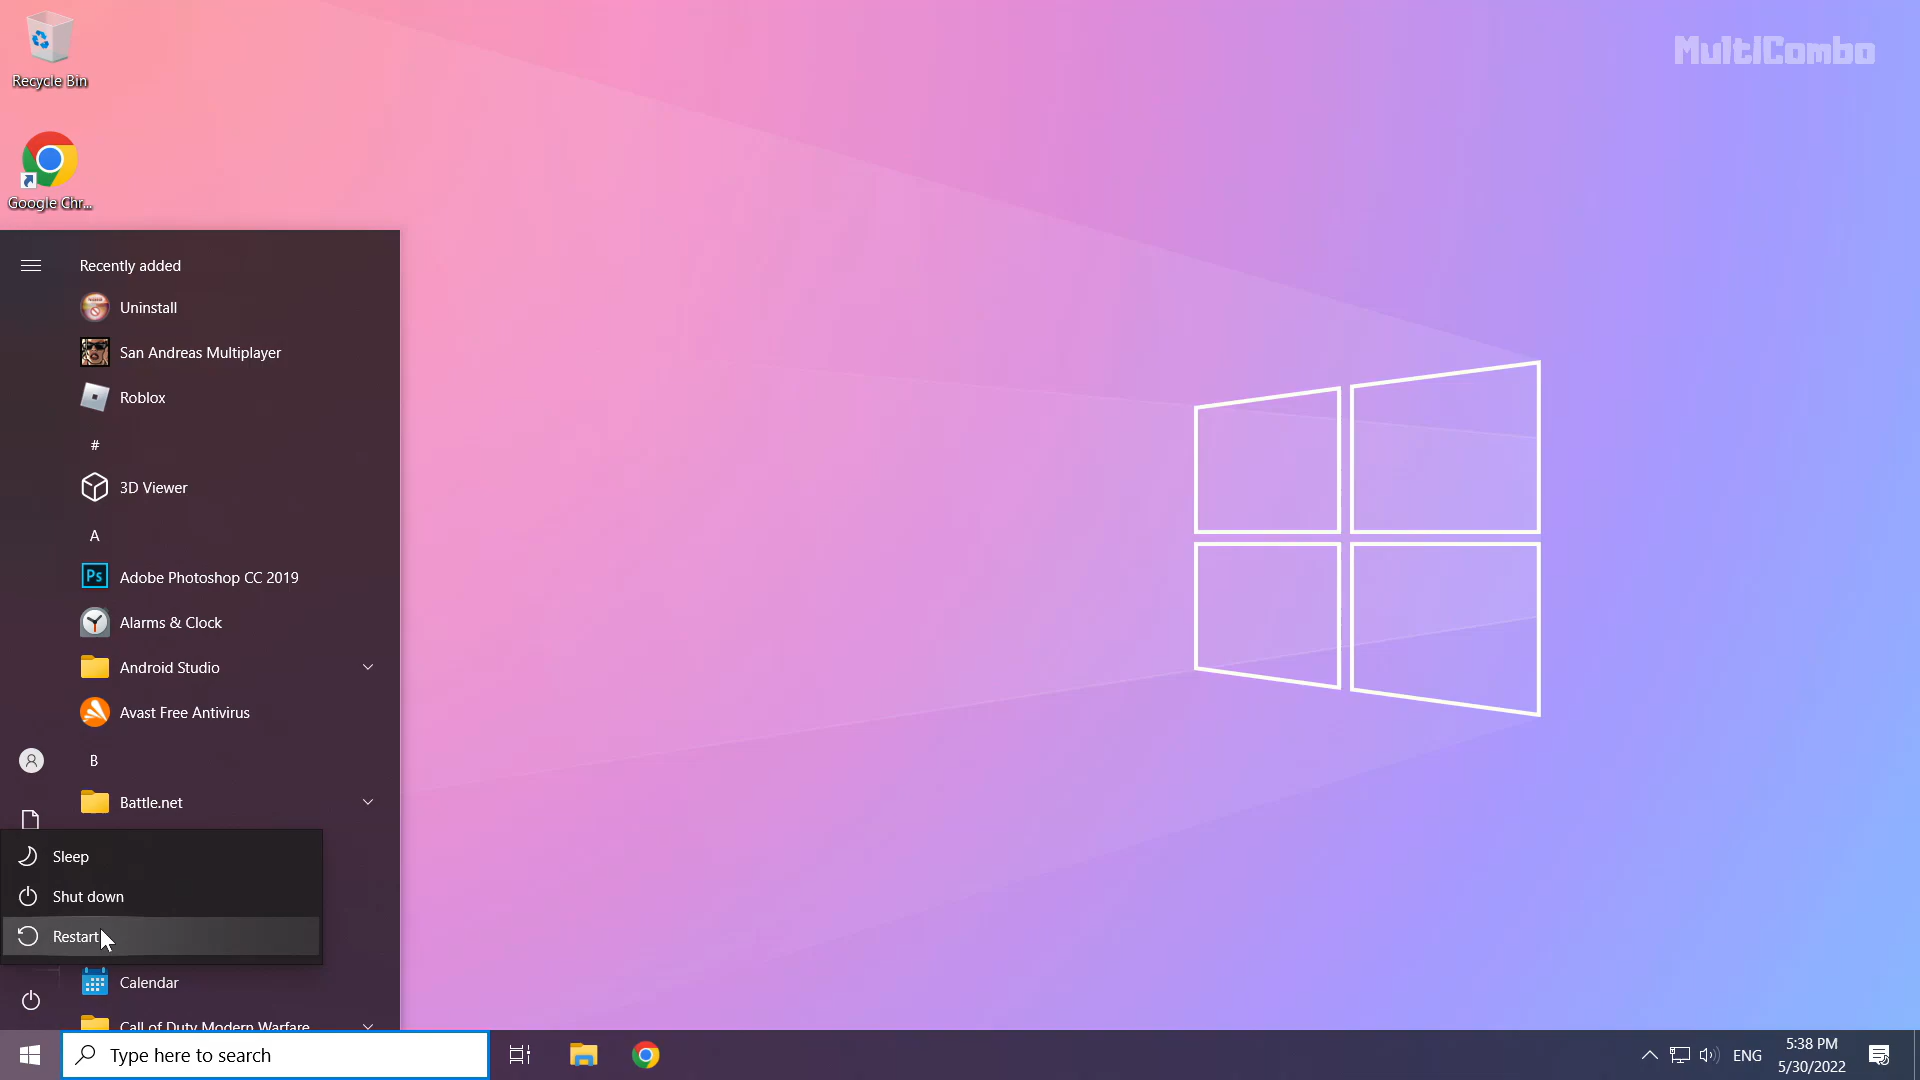 MultiCombo
Recycle Bin
Google Chr...
Recently added
Uninstall
San Andreas Multiplayer
Roblox
#
3D Viewer
A
Ps
Adobe Photoshop CC 2019
Alarms & Clock
Android Studio
Avast Free Antivirus
B
Battle.net
Sleep
Shut down
Restart
Calendar
Call of Duty Modern Warfare
Type here to search
ENG
5:38 PM
5/30/2022